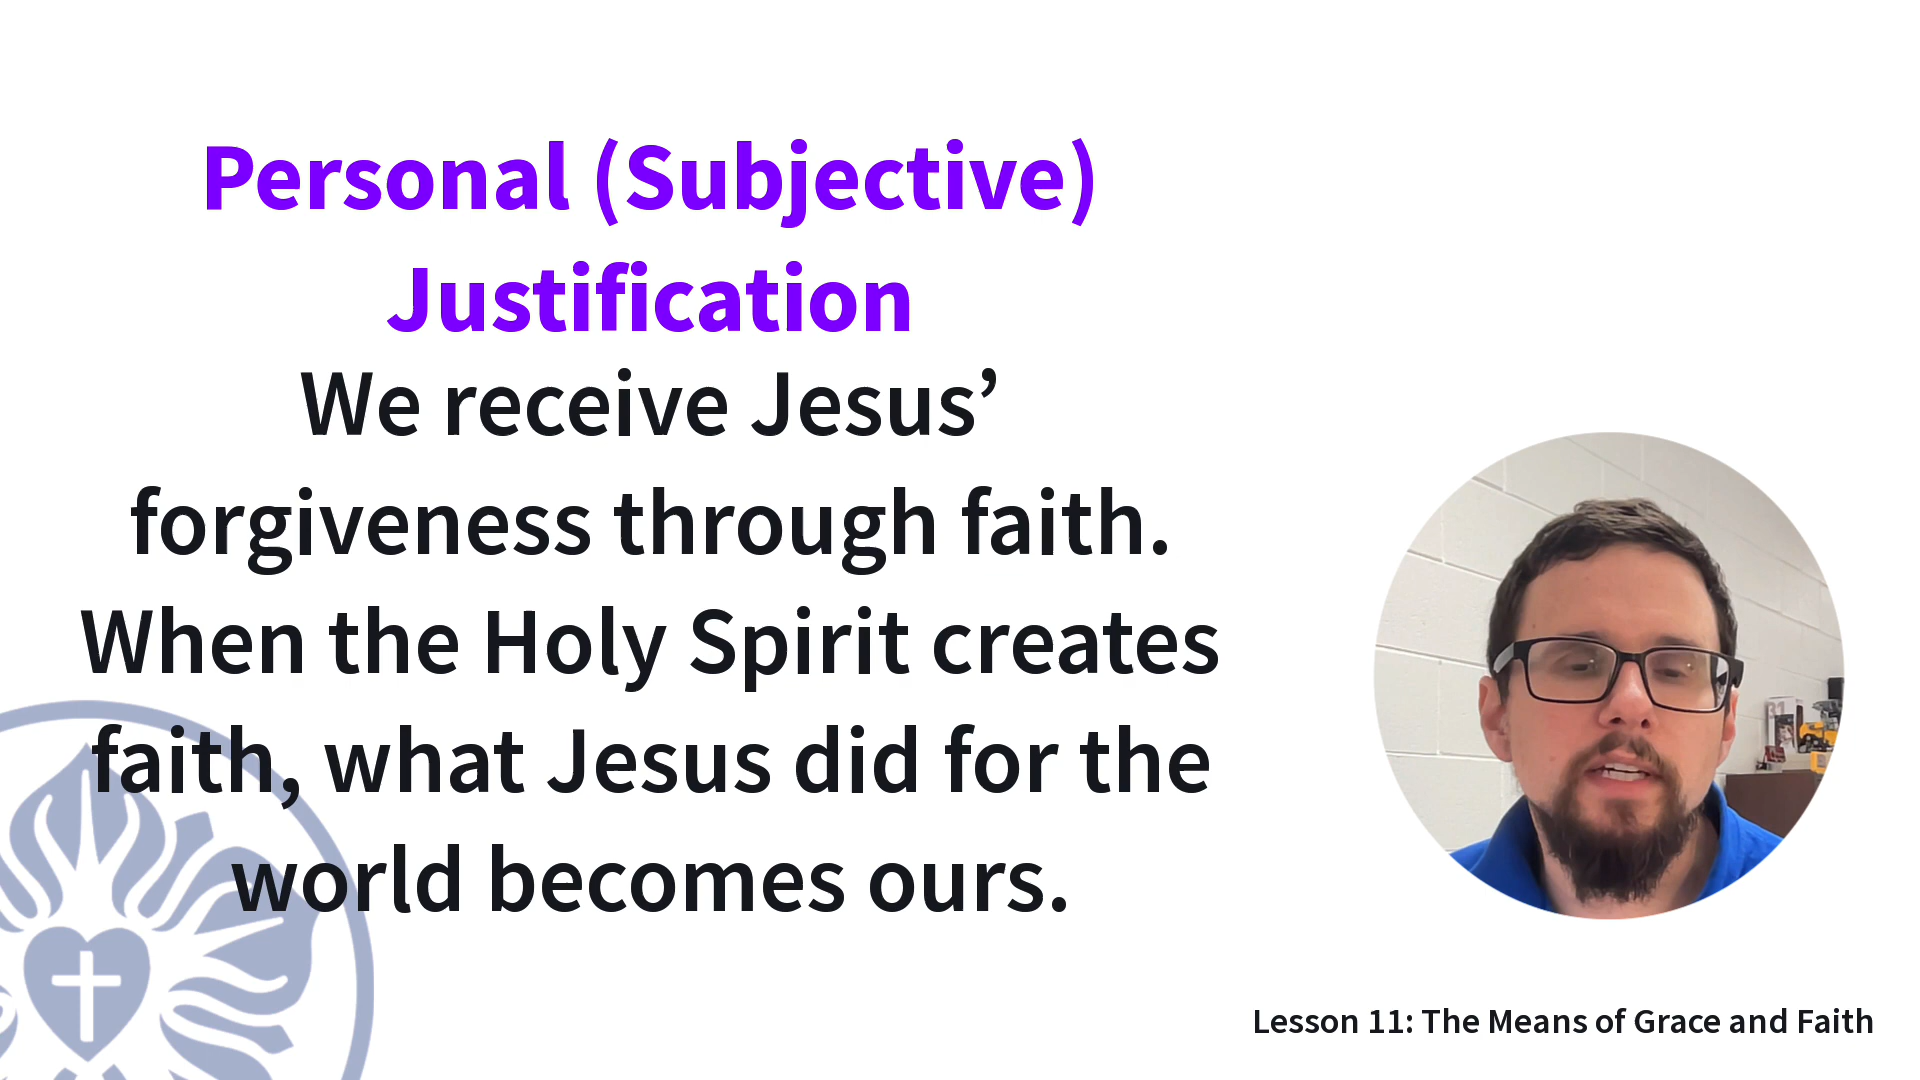 Personal (Subjective)
Justification
We receive Jesus’
forgiveness through faith.
When the Holy Spirit creates
faith, what Jesus did for the
world becomes ours.
Lesson 11: The Means of Grace and Faith